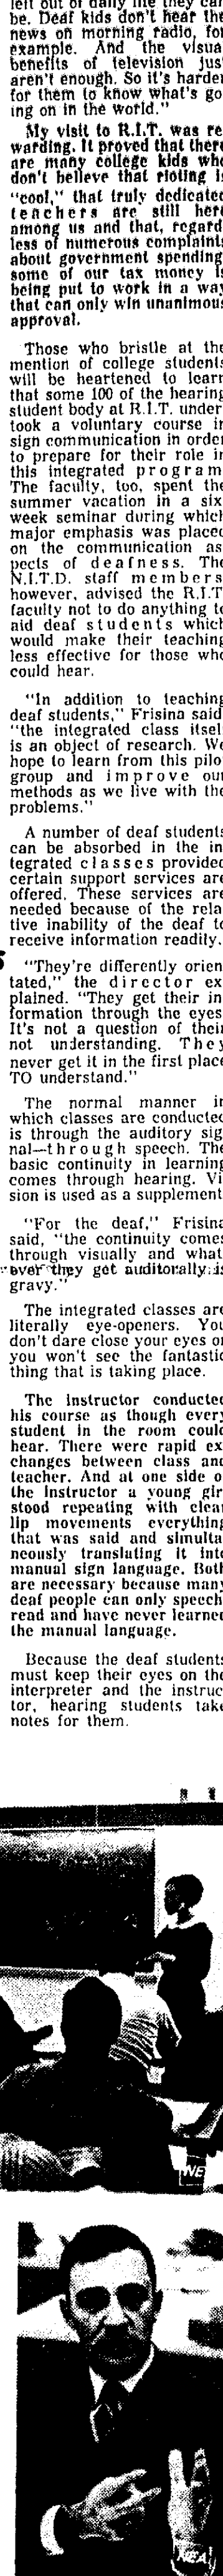 left out of daily life they can
be. Deaf kids don't hear the
news on morning radio, for
example. And the visual
benefits of television jus
aren't enough. So it's harder
for them to know what's go
ing on in the world."
My visit to R.I.T. was re
warding. It proved that ther
are many college kids who
don't believe that rioting is
"cool," that truly dedicated
teachers are still here
among us and that, regard
less of numerous complaints
about government spending
some of our tax money is
being put to work in a way
that can only win unanimous
approval.
Those who bristle at the
mention of college students
will be heartened to learn
that some 100 of the hearing
student body at R.I.T. under
took a voluntary course in
sign communication in order
to prepare for their role in
this integrated program
The faculty, too, spent the
summer vacation in a six
week seminar during which
major emphasis was placed
on the communication as
pects of deafness. The
N.I.T.D. staff members
however, advised the R.I.T
faculty not to do anything to
aid deaf students which
would make their teaching
less effective for those who
could hear.
"In addition to teaching
deaf students," Frisina said
"the integrated class itsel
is an object of research. We
hope to learn from this pilo
group and improve our
methods as we live with the
problems."
A number of deaf students
can be absorbed in the in
tegrated classes provided
certain support services are
offered. These services are
needed because of the rela
tive inability of the deaf to
receive information readily.
"They're differently orien
tated," the director ex
plained. "They get their in
formation through the eyes
It's not a question of their
not understanding. They
never get it in the first place
TO understand."
The normal manner in
which classes are conducted
is through the auditory sig
nal—through speech. The
basic continuity in learning
comes through hearing. Vi
sion is used as a supplement
"For the deaf," Frisina
said, "the continuity comes
through visually and what
ever they get auditorally is
gravy."
The integrated classes are
literally eye-openers. You
don't dare close your eyes or
you won't see the fantastic
thing that is taking place.
The instructor conducted
his course as though every
student in the room could
hear. There were rapid ex
changes between class and
teacher. And at one side o
the instructor a young girl
stood repeating with clear
lip movements everything
that was said and simulta
neously translating it into
manual sign language. Both
are necessary because many
deaf people can only speech
read and have never learned
the manual language.
Because the deaf students
must keep their eyes on the
interpreter and the instruc
tor, hearing students take
notes for them.
NE
NEA